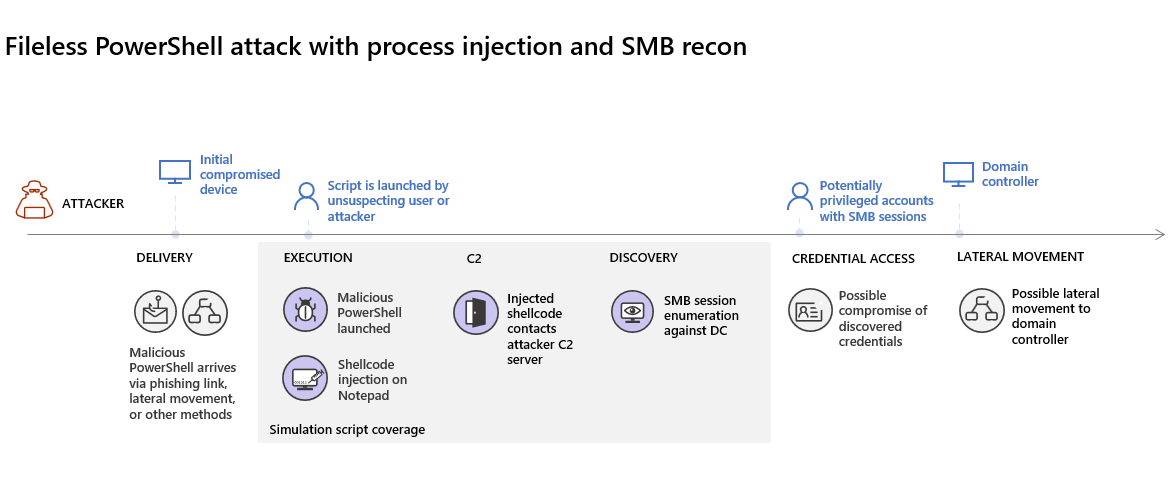 Fileless PowerShell attack with process injection and SMB recon
ATTACKER
Initial
compromised
device
Script is launched by
unsuspecting user or
attacker
Potentially
privileged accounts
with SMB sessions
Domain
controller
DELIVERY
Malicious
PowerShell arrives
via phishing link,
lateral movement,
or other methods
EXECUTION
Malicious
PowerShell
launched
Shellcode
injection on
Notepad
C2
Injected
shellcode
contacts
attacker C2
server
DISCOVERY
SMB session
enumeration
against DC
Simulation script coverage
CREDENTIAL ACCESS
Possible
compromise of
discovered
credentials
LATERAL MOVEMENT
Possible lateral
movement to
domain
controller